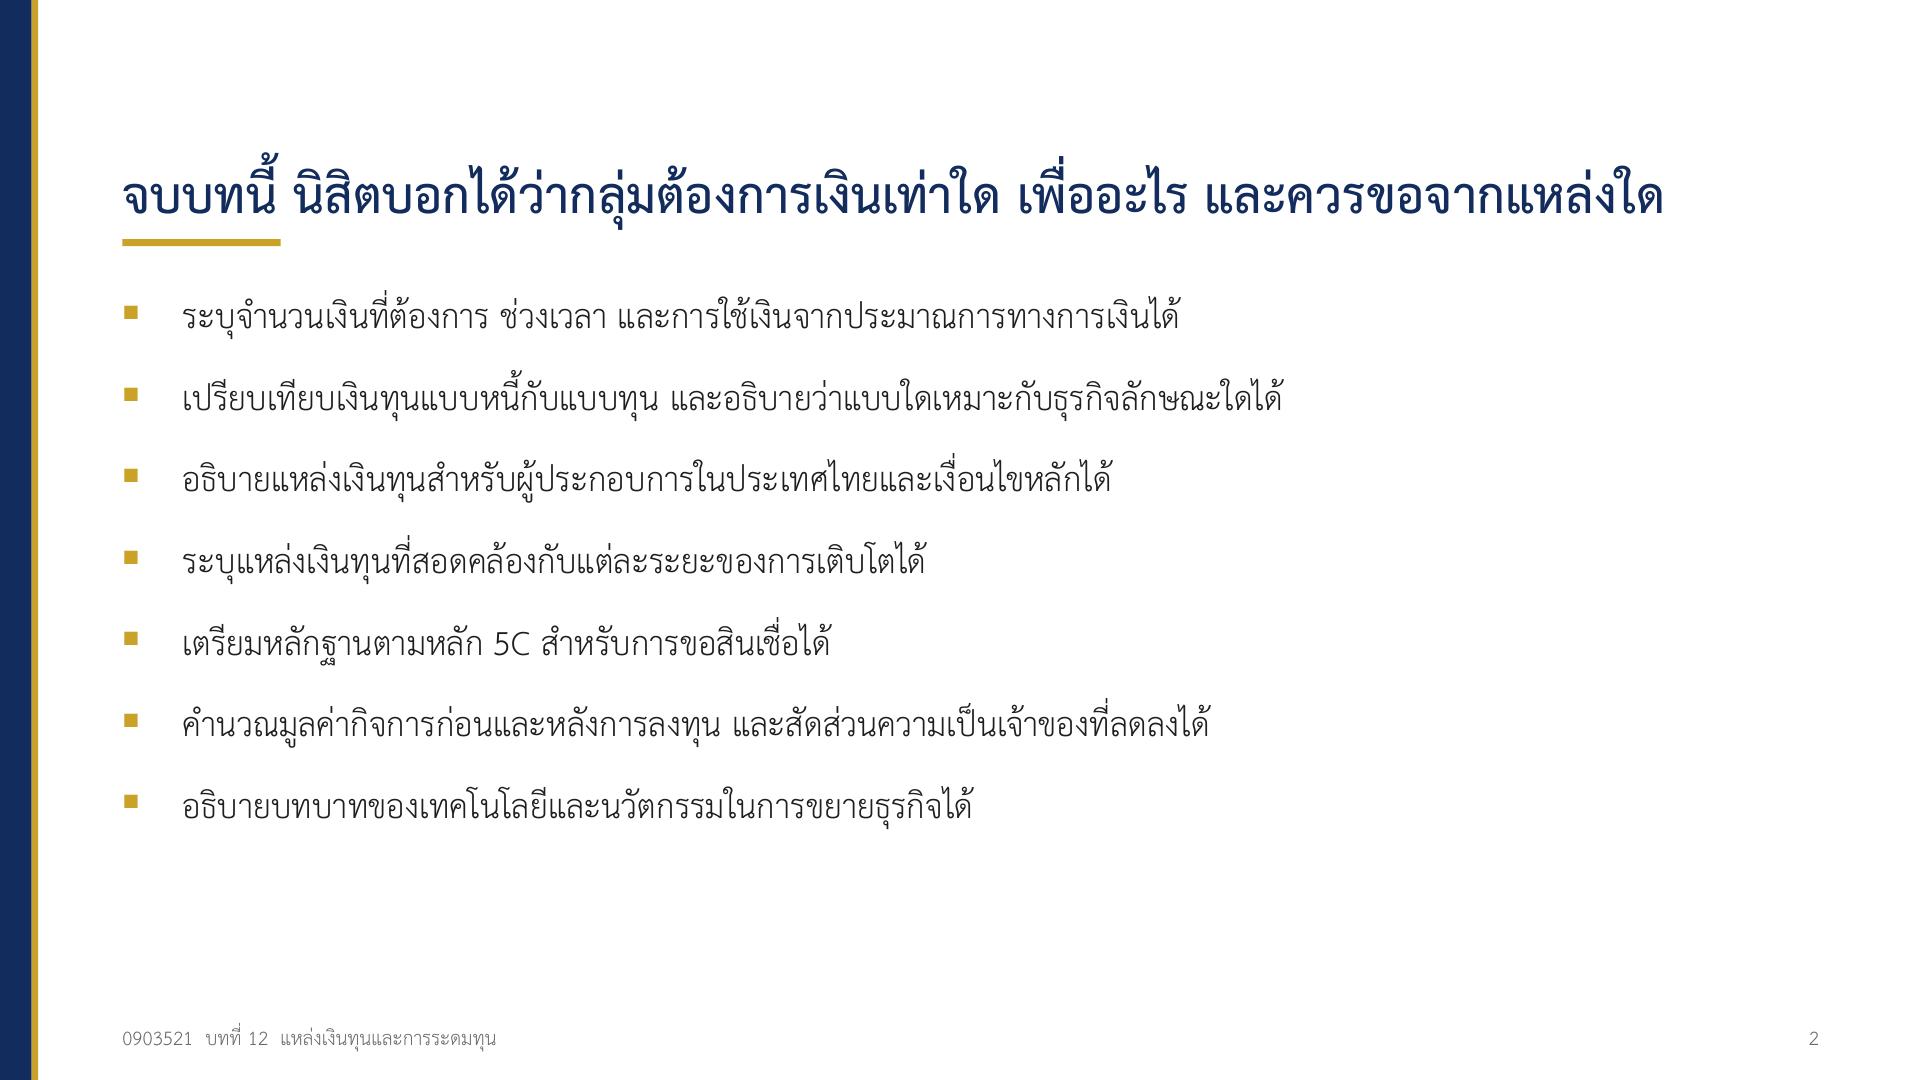 จบบทนี้ นิสิตบอกได้ว่ากลุ่มต้องการเงินเท่าใด เพื่ออะไร และควรขอจากแหล่งใด
ระบุจำนวนเงินที่ต้องการ ช่วงเวลา และการใช้เงินจากประมาณการทางการเงินได้
เปรียบเทียบเงินทุนแบบหนี้กับแบบทุน และอธิบายว่าแบบใดเหมาะกับธุรกิจลักษณะใดได้
อธิบายแหล่งเงินทุนสำหรับผู้ประกอบการในประเทศไทยและเงื่อนไขหลักได้
ระบุแหล่งเงินทุนที่สอดคล้องกับแต่ละระยะของการเติบโตได้
เตรียมหลักฐานตามหลัก 5C สำหรับการขอสินเชื่อได้
คำนวณมูลค่ากิจการก่อนและหลังการลงทุน และสัดส่วนความเป็นเจ้าของที่ลดลงได้
อธิบายบทบาทของเทคโนโลยีและนวัตกรรมในการขยายธุรกิจได้
0903521 บทที่ 12 แหล่งเงินทุนและการระดมทุน
2